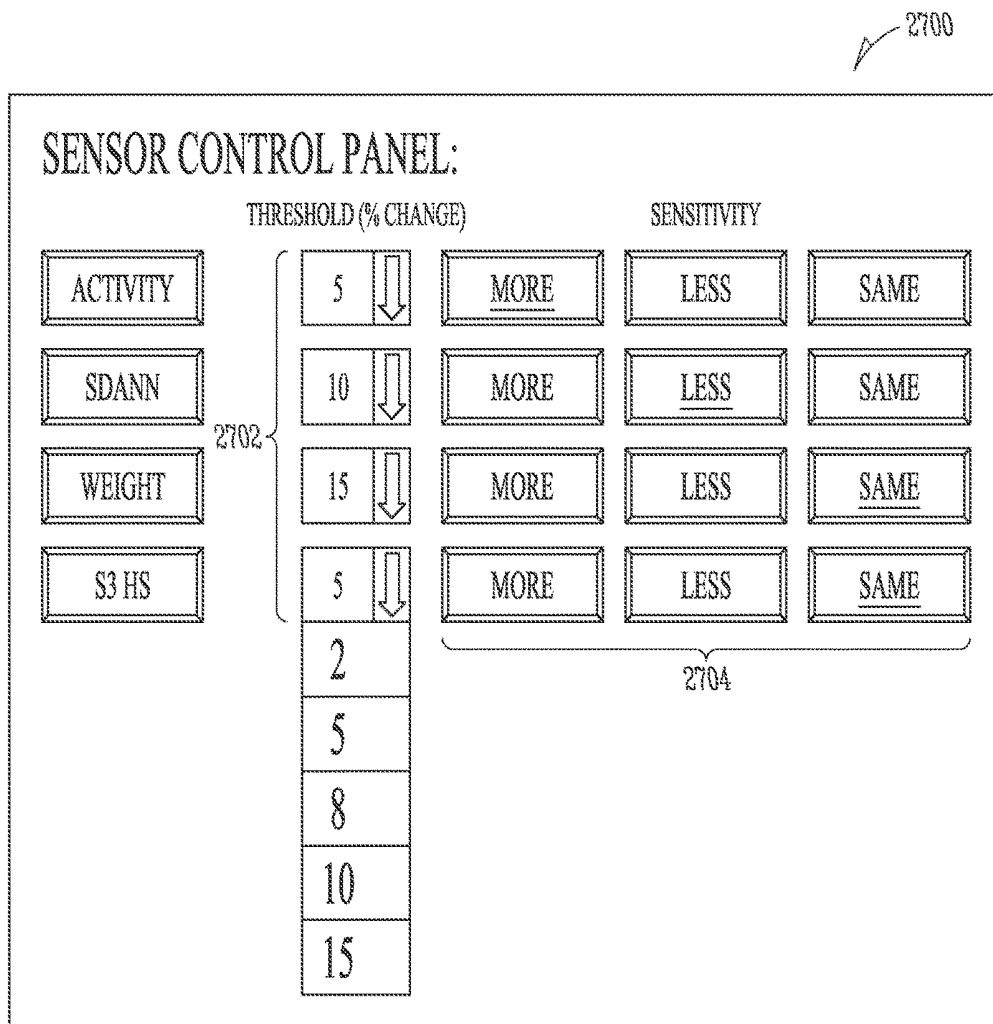 2700
SENSOR CONTROL PANEL:
THRESHOLD (% CHANGE) SENSITIVITY
ACTIVITY 5 MORE LESS SAME
SDANN 10 MORE LESS SAME
2702
WEIGHT 15 MORE LESS SAME
S3 HS 5 MORE LESS SAME
2
2704
5
8
10
15